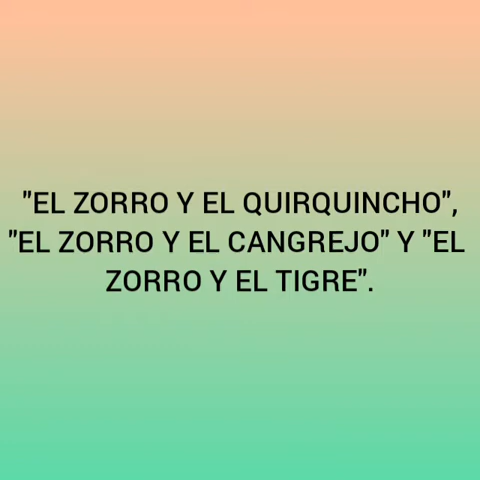 "EL ZORRO Y EL QUIRQUINCHO",
"EL ZORRO Y EL CANGREJO" Y "EL
ZORRO Y EL TIGRE".